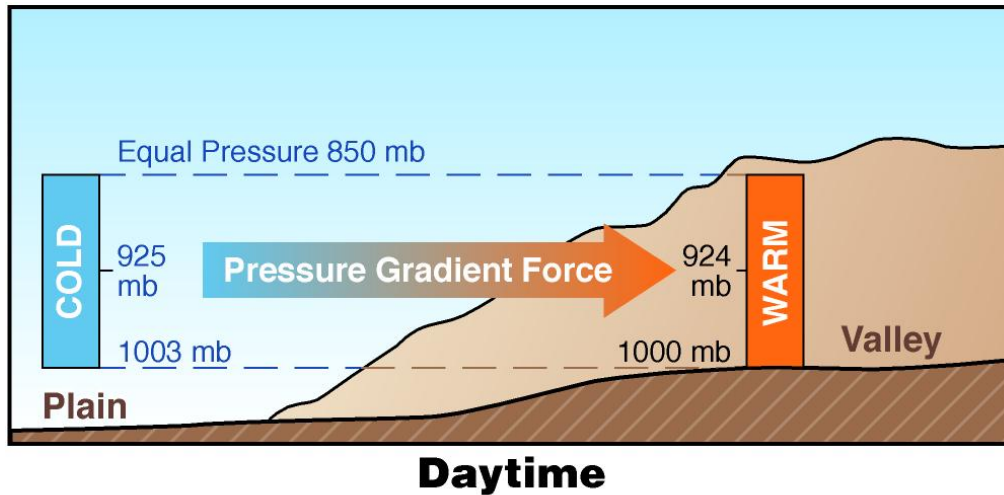 Equal Pressure 850 mb
COLD
925
mb
Pressure Gradient Force
924
mb
WARM
1003 mb
1000 mb
Valley
Plain
Daytime